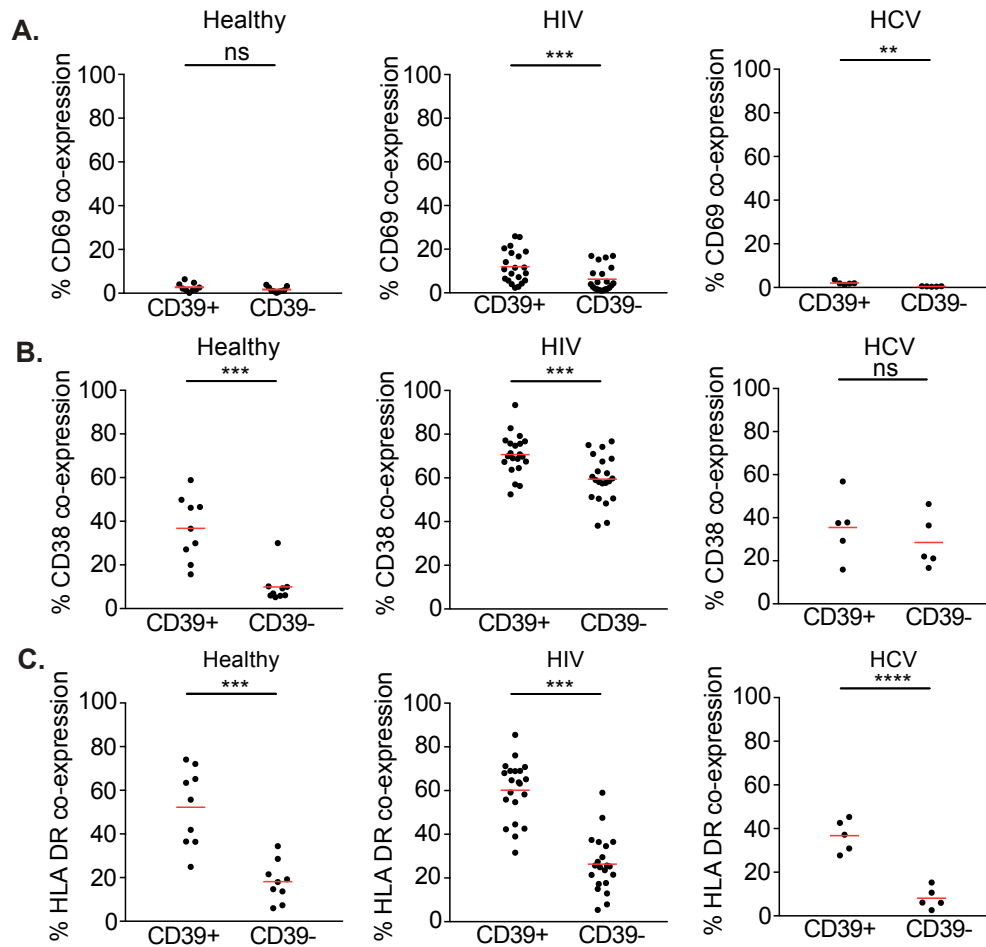 A.
Healthy
ns
% CD69 co-expression
100
80
60
40
20
0
CD39+ CD39-
HIV
***
% CD69 co-expression
100
80
60
40
20
0
CD39+ CD39-
HCV
**
% CD69 co-expression
100
80
60
40
20
0
CD39+ CD39-
B.
Healthy
***
% CD38 co-expression
100
80
60
40
20
0
CD39+ CD39-
HIV
***
% CD38 co-expression
100
80
60
40
20
0
CD39+ CD39-
HCV
ns
% CD38 co-expression
100
80
60
40
20
0
CD39+ CD39-
C.
Healthy
***
% HLA DR co-expression
100
80
60
40
20
0
CD39+ CD39-
HIV
***
% HLA DR co-expression
100
80
60
40
20
0
CD39+ CD39-
HCV
****
% HLA DR co-expression
100
80
60
40
20
0
CD39+ CD39-